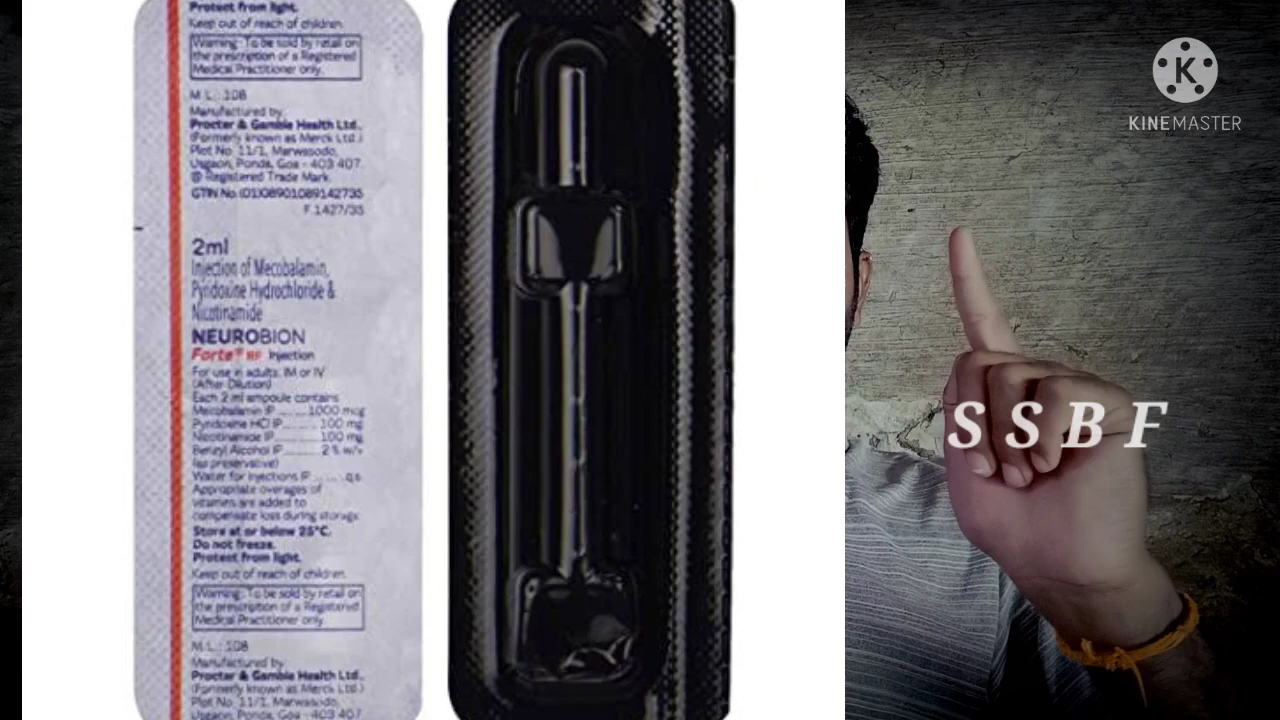 Protect from light.
Keep out of reach of children.
Warning: To be sold by retail on
the prescription of a Registered
Medical Practitioner only.
M.L.: 108
Manufactured by:
Procter & Gamble Health Ltd.,
(Formerly known as Merck Ltd.)
Plot No. 11/1, Marwasodo,
Usgaon, Ponda, Goa - 403 407.
® Registered Trade Mark.
GTIN No.(01)08901089142735
F.1427/35
2ml
Injection of Mecobalamin,
Pyridoxine Hydrochloride &
Nicotinamide
NEUROBION
Forte® RF Injection
For use in adults: IM or IV
(After Dilution)
Each 2 ml ampoule contains
Mecobalamin IP.......1000 mcg
Pyridoxine HCl IP.......100 mg
Nicotinamide IP.......100 mg
Benzyl Alcohol IP.......2% w/v
(as preservative)
Water for Injections IP.......q.s
Appropriate overages of
vitamins are added to
compensate loss during storage
Store at or below 25°C.
Do not freeze.
Protect from light.
Keep out of reach of children.
Warning: To be sold by retail on
the prescription of a Registered
Medical Practitioner only.
M.L.: 108
Manufactured by:
Procter & Gamble Health Ltd.,
(Formerly known as Merck Ltd.)
Plot No. 11/1, Marwasodo,
Usgaon, Ponda, Goa - 403 407.
K
KINEMASTER
SSBF